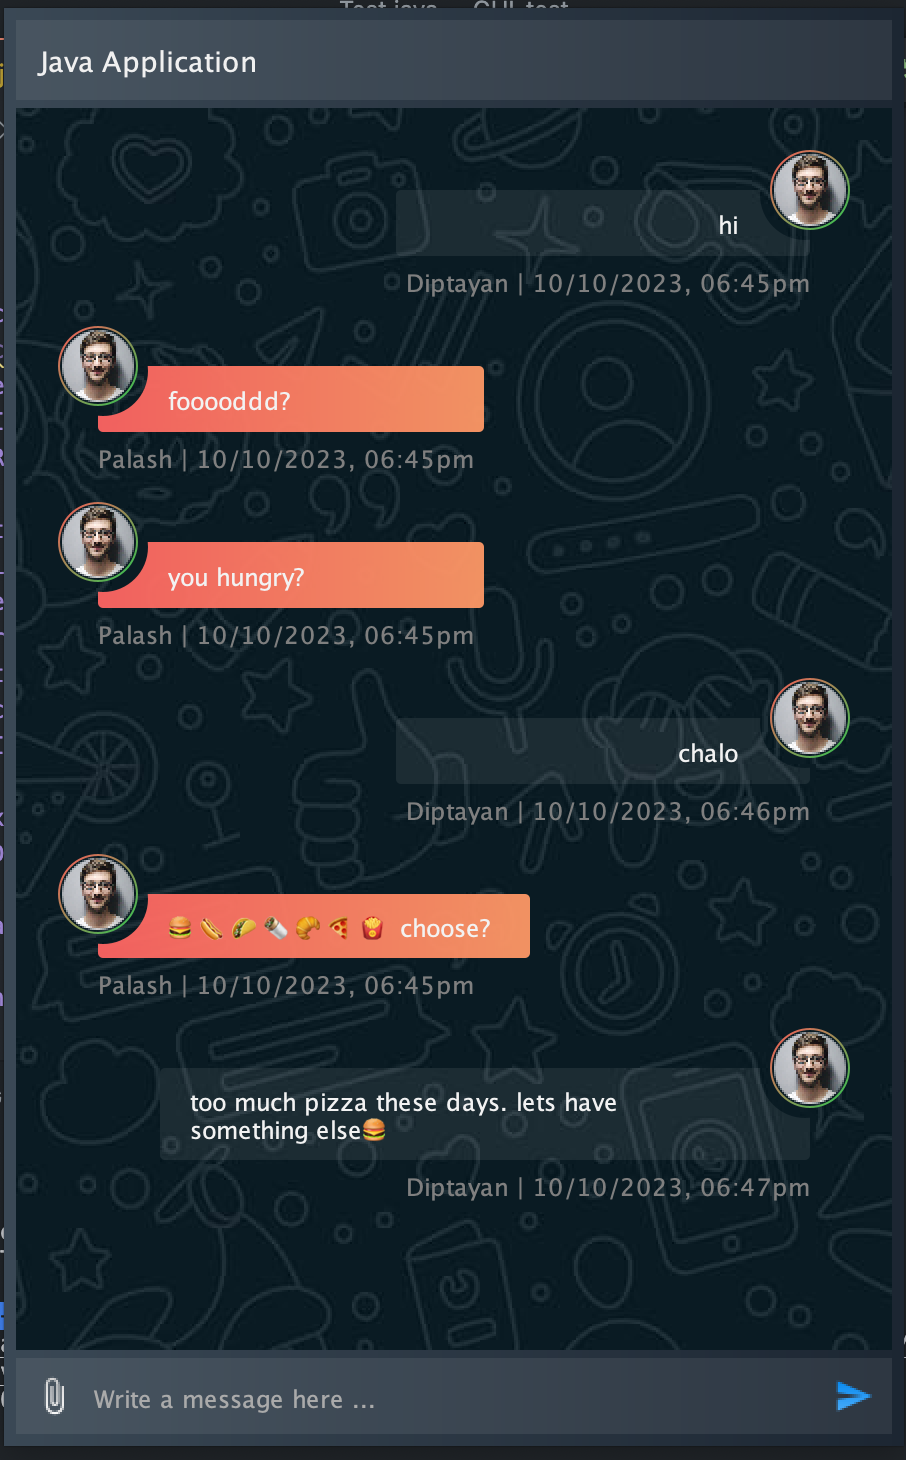 Java Application
hi
Diptayan | 10/10/2023, 06:45pm
fooooddd?
Palash | 10/10/2023, 06:45pm
you hungry?
Palash | 10/10/2023, 06:45pm
chalo
Diptayan | 10/10/2023, 06:46pm
🍔🌭🌮🌯🥐🍕🍟 choose?
Palash | 10/10/2023, 06:45pm
too much pizza these days. lets have
something else🍔
Diptayan | 10/10/2023, 06:47pm
Write a message here ...